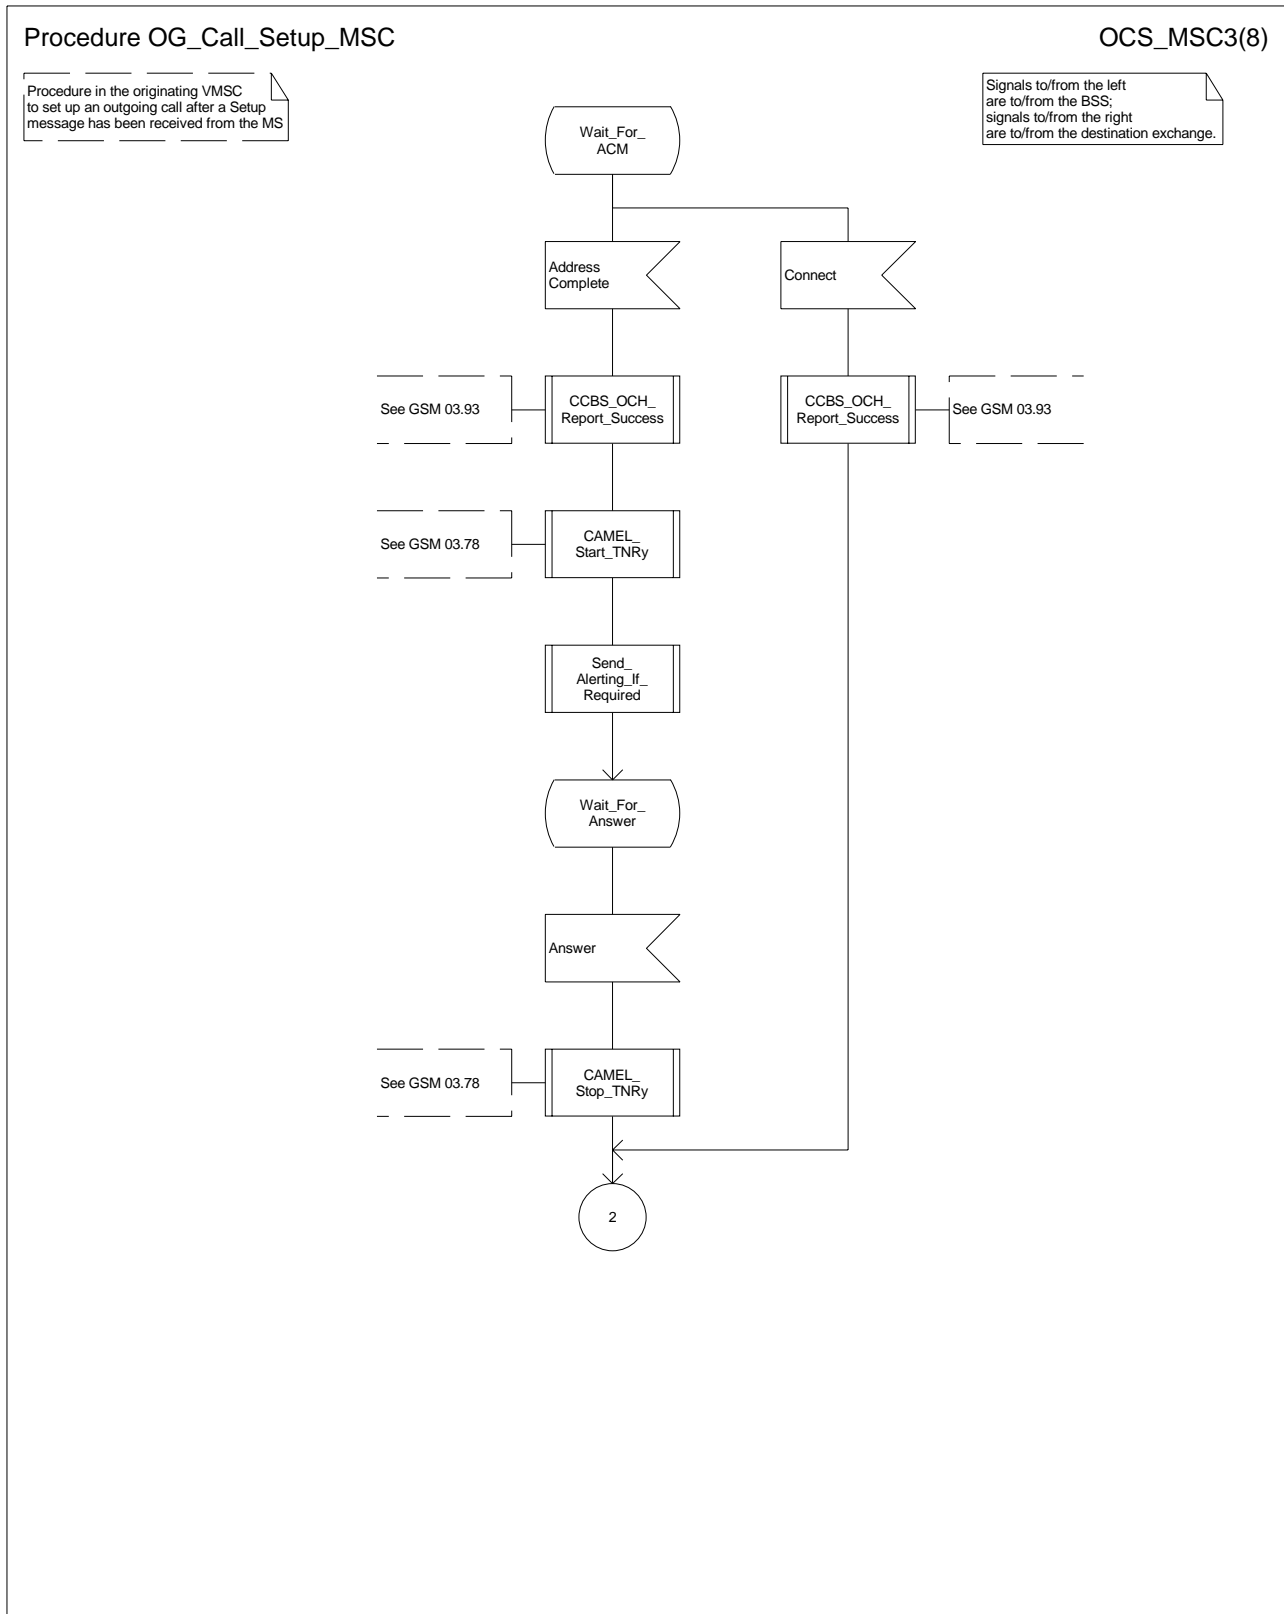 Procedure OG_Call_Setup_MSC
OCS_MSC3(8)
Procedure in the originating VMSC
to set up an outgoing call after a Setup
message has been received from the MS
Signals to/from the left
are to/from the BSS;
signals to/from the right
are to/from the destination exchange.
Wait_For_
ACM
Address
Complete
Connect
See GSM 03.93
CCBS_OCH_
Report_Success
CCBS_OCH_
Report_Success
See GSM 03.93
See GSM 03.78
CAMEL_
Start_TNRy
Send_
Alerting_If_
Required
Wait_For_
Answer
Answer
See GSM 03.78
CAMEL_
Stop_TNRy
2